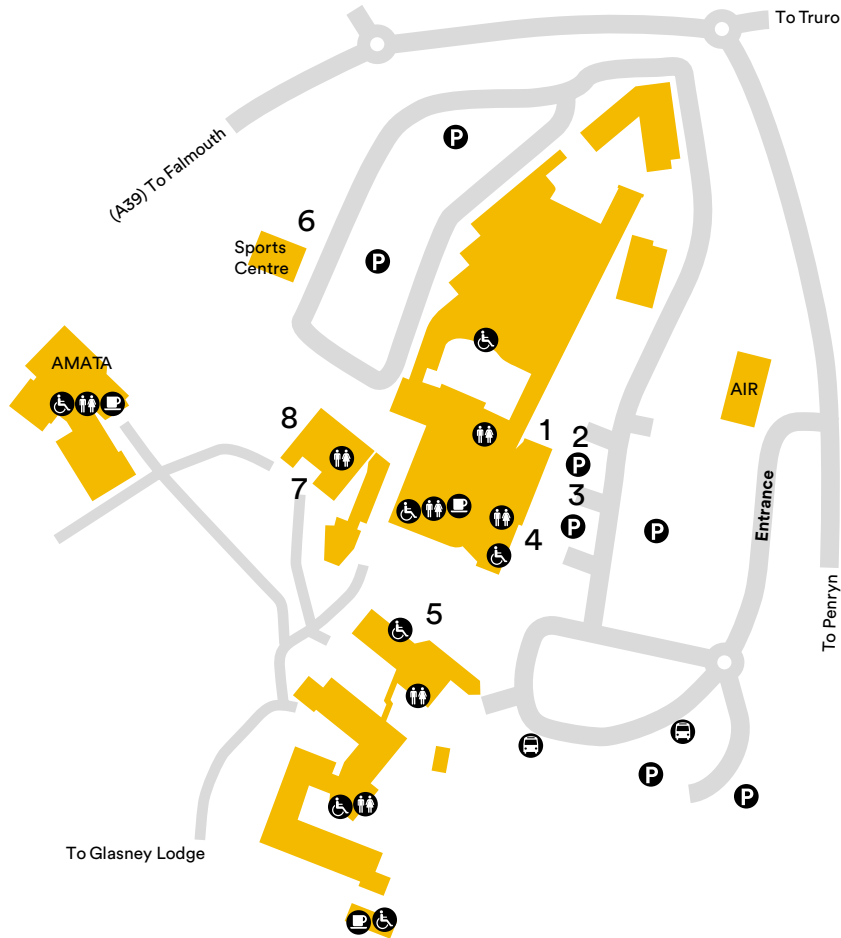 To Truro
(A39) To Falmouth
P
6
Sports
Centre
P
AMATA
AIR
8
1
2
P
7
3
P
P
Entrance
4
To Penryn
5
P
P
To Glasney Lodge